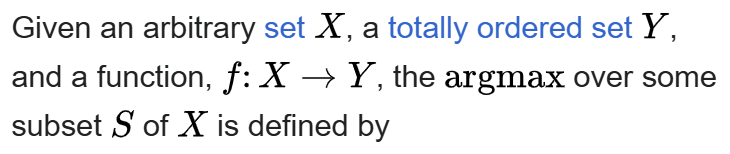 Given an arbitrary set X, a totally ordered set Y,
and a function, f: X → Y, the argmax over some
subset S of X is defined by